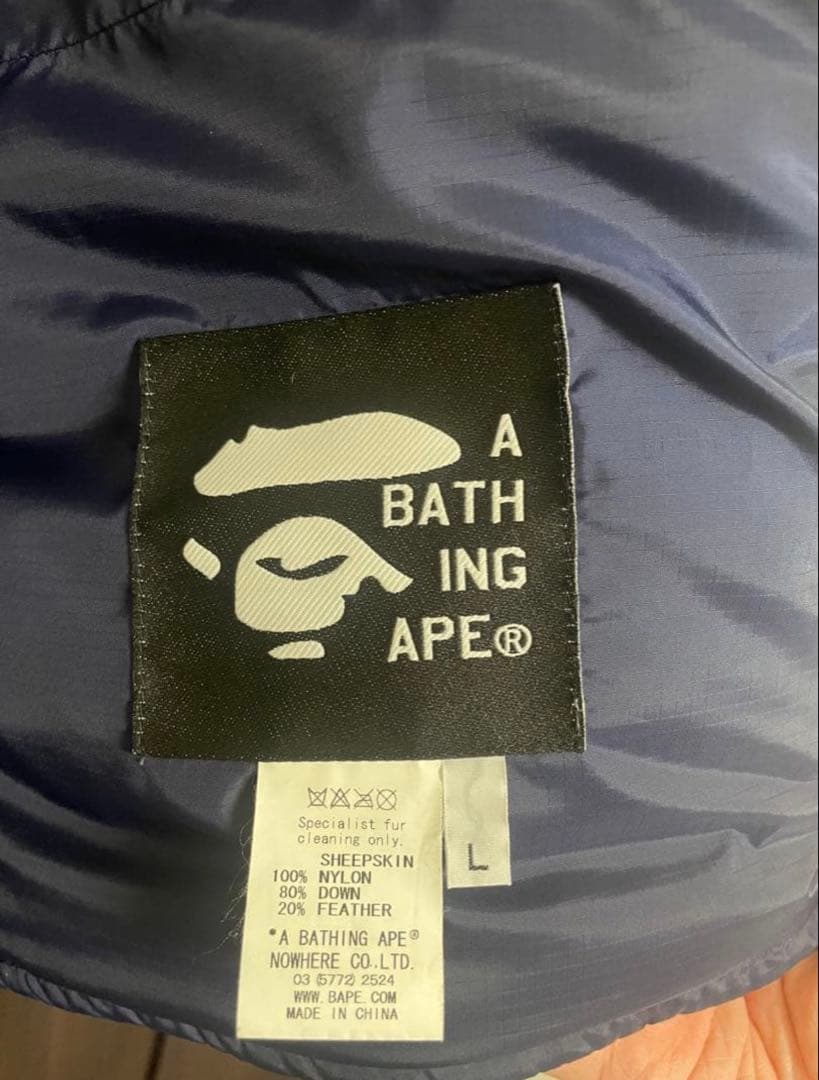 A
BATH
ING
APE®
Specialist fur
cleaning only.
SHEEPSKIN
100% NYLON
80% DOWN
20% FEATHER
*A BATHING APE®
NOWHERE CO.,LTD.
03 (5772) 2524
WWW.BAPE.COM
MADE IN CHINA
L